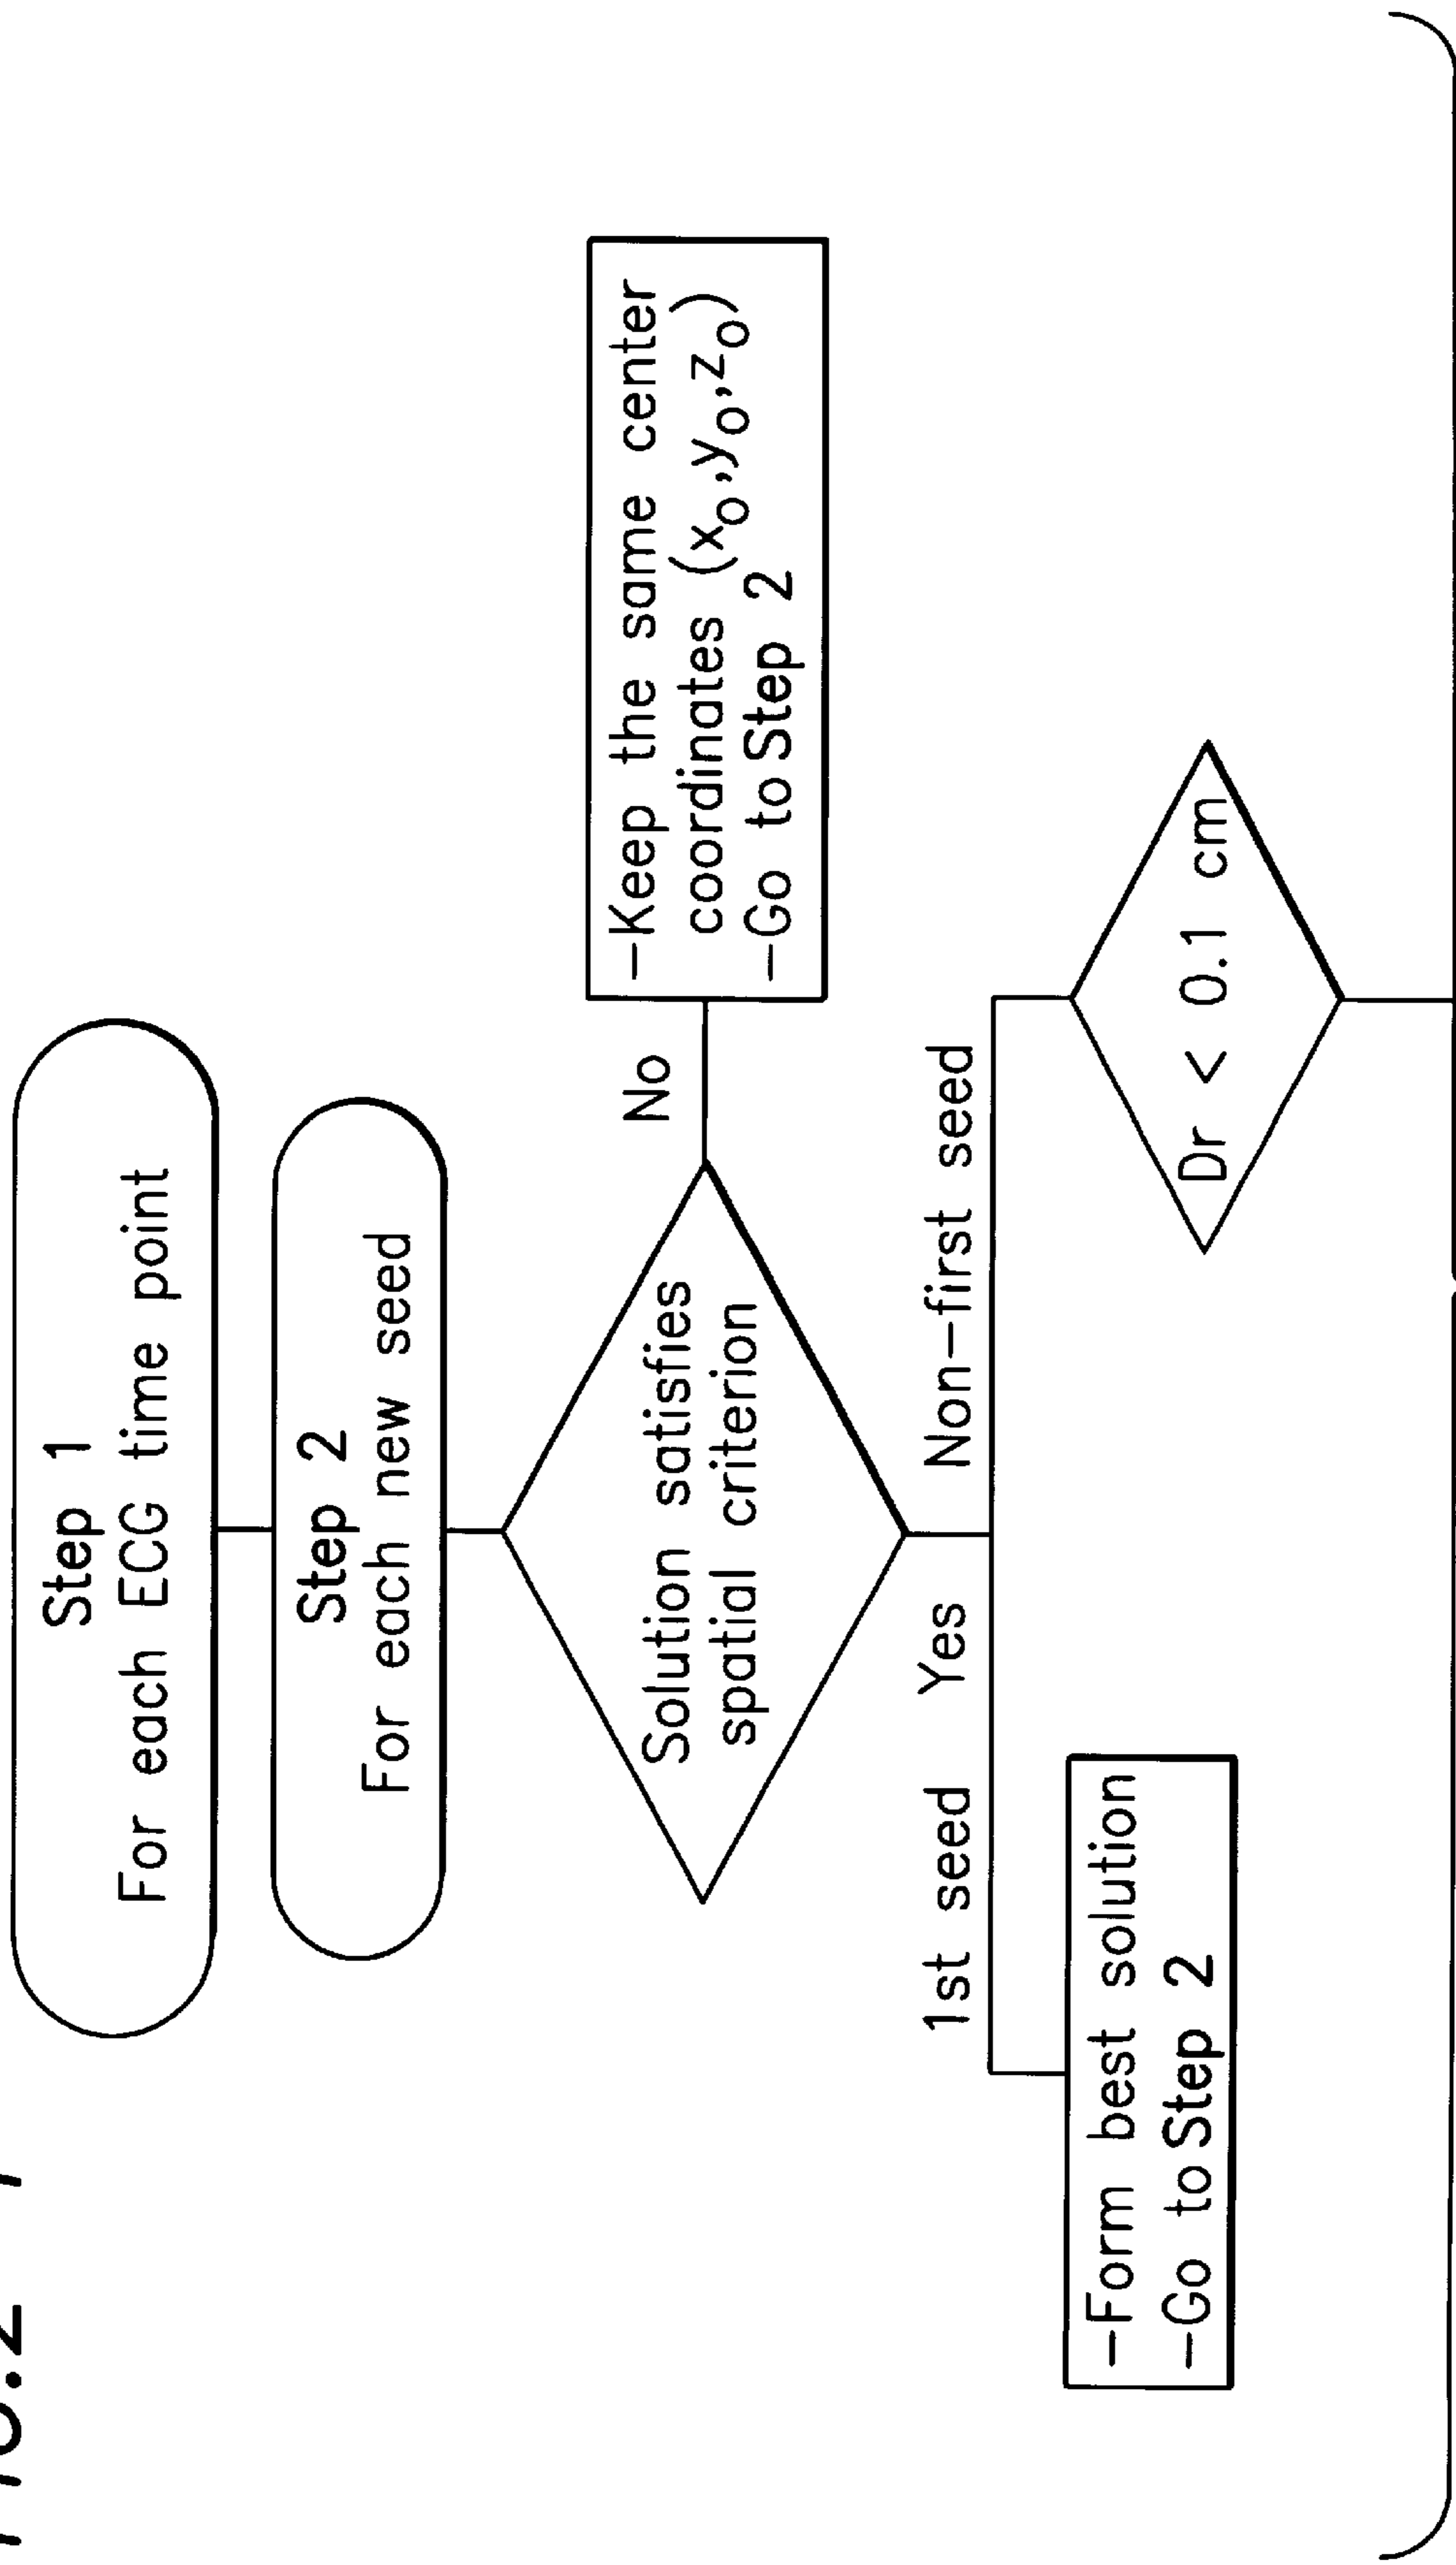 Step 1
For each ECG time point
Step 2
For each new seed
Solution satisfies
spatial criterion
No
-Keep the same center
coordinates (x₀,y₀,z₀)
-Go to Step 2
1st seed Yes Non-first seed
-Form best solution
-Go to Step 2
Dr < 0.1 cm